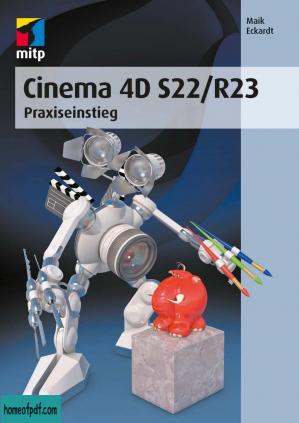 mitp
Maik
Eckardt
Cinema 4D S22/R23
Praxiseinstieg
homeofpdf.com